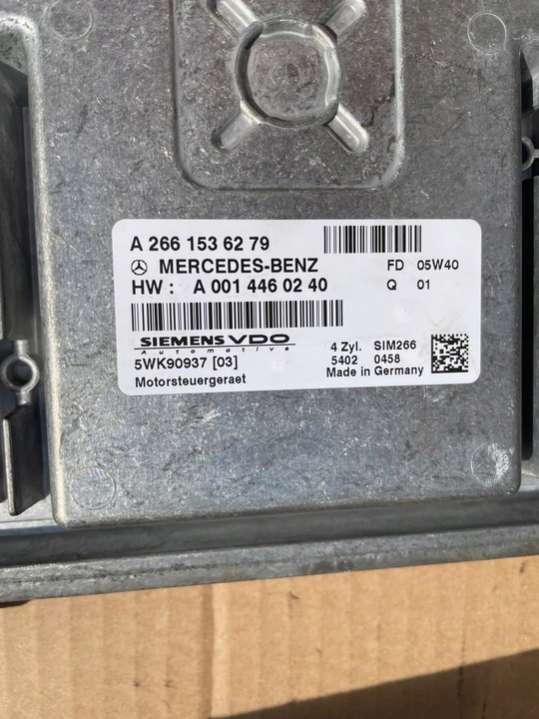 A 266 153 62 79
MERCEDES-BENZ FD 05W40
HW : A 001 446 02 40 Q 01
SIEMENS VDO
Automotive
4 Zyl. SIM266
5WK90937 [03] 5402 0458
Motorsteuergeraet Made in Germany